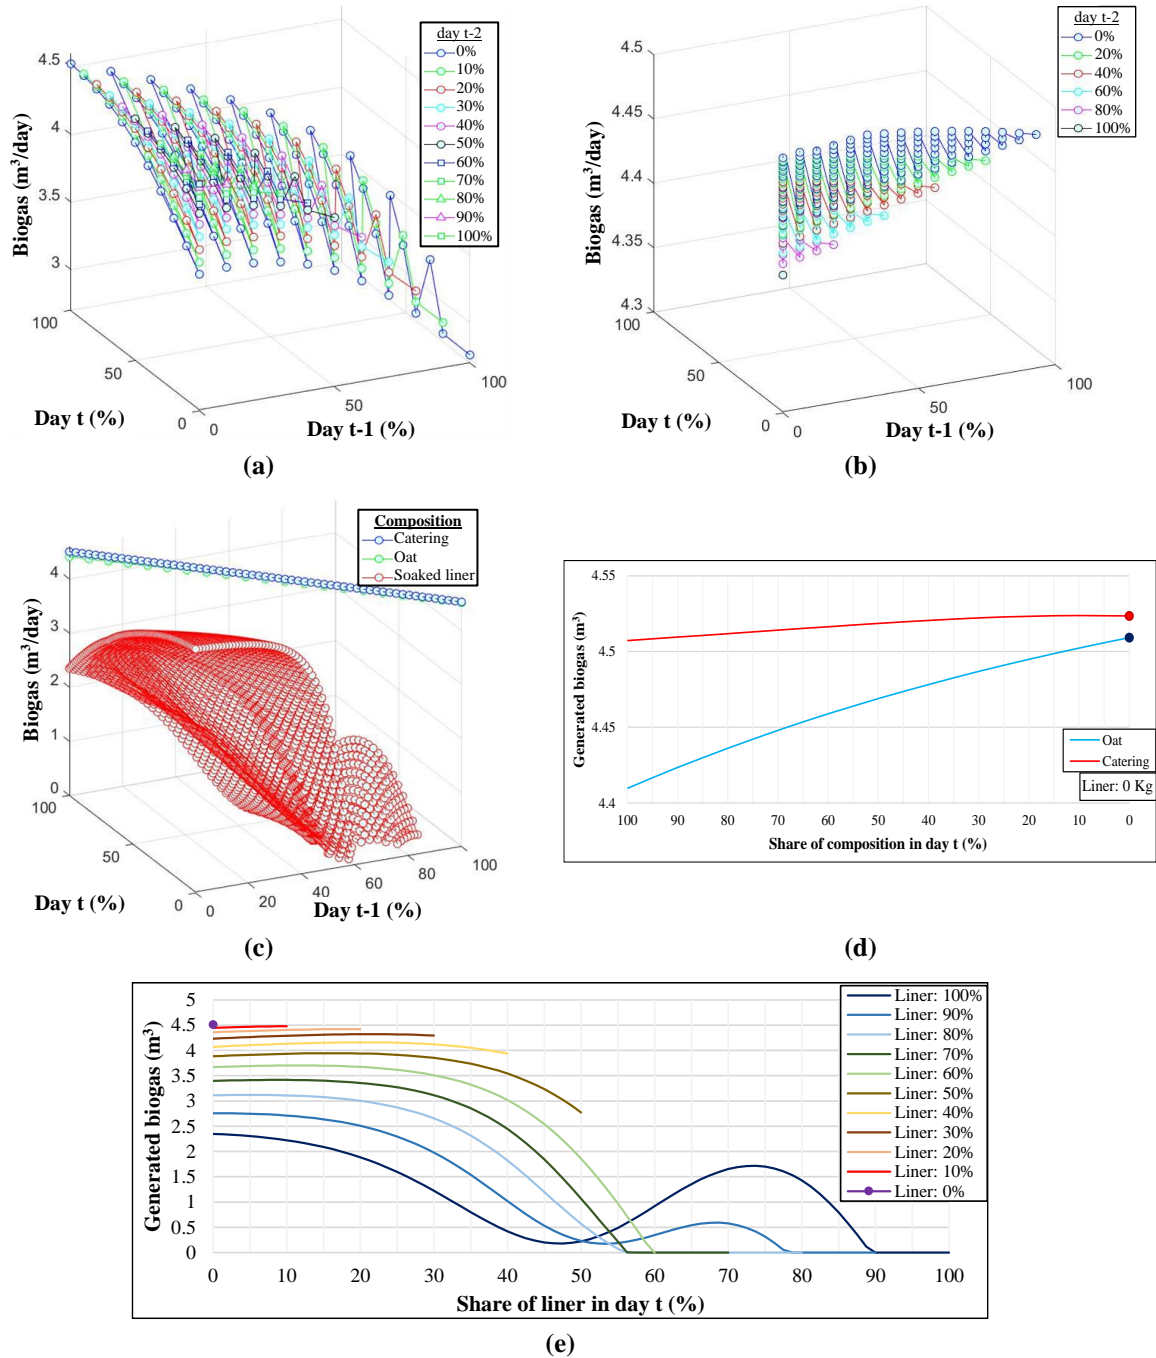 day t-2
0%
10%
20%
30%
40%
50%
60%
70%
80%
90%
100%
4.5
4
3.5
3
100
50
0
0
50
100
Biogas (m³/day)
Day t (%)
Day t-1 (%)
(a)
day t-2
0%
20%
40%
60%
80%
100%
4.5
4.45
4.4
4.35
4.3
100
50
0
0
50
100
Biogas (m³/day)
Day t (%)
Day t-1 (%)
(b)
Composition
Catering
Oat
Soaked liner
4
3
2
1
0
100
50
0
0
20
40
60
80
100
Biogas (m³/day)
Day t (%)
Day t-1 (%)
(c)
4.55
4.5
4.45
4.4
Generated biogas (m³)
Oat
Catering
Liner: 0 Kg
100 90 80 70 60 50 40 30 20 10 0
Share of composition in day t (%)
(d)
5
4.5
4
3.5
3
2.5
2
1.5
1
0.5
0
Generated biogas (m³)
Liner: 100%
Liner: 90%
Liner: 80%
Liner: 70%
Liner: 60%
Liner: 50%
Liner: 40%
Liner: 30%
Liner: 20%
Liner: 10%
Liner: 0%
0 10 20 30 40 50 60 70 80 90 100
Share of liner in day t (%)
(e)